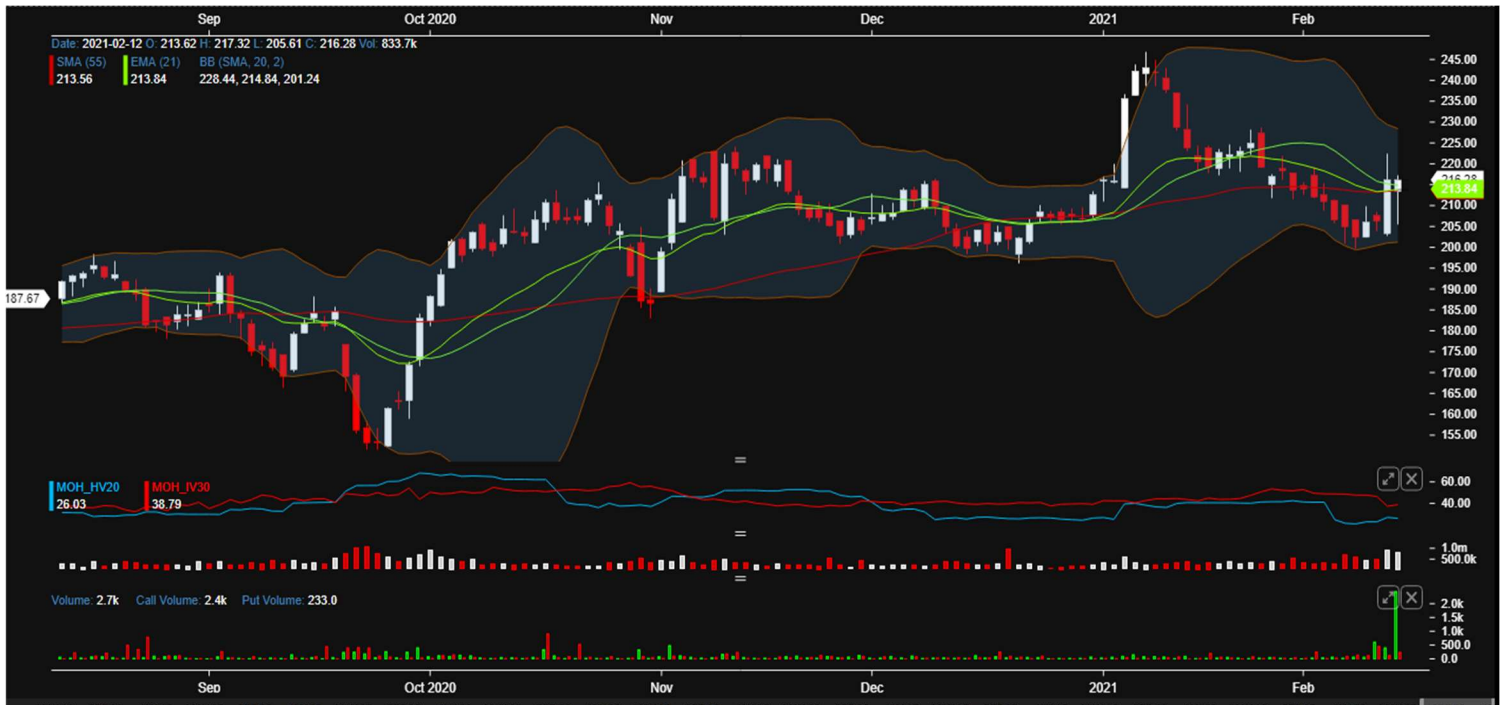 Sep Oct 2020 Nov Dec 2021 Feb
Date: 2021-02-12 O: 213.62 H: 217.32 L: 205.61 C: 216.28 Vol: 833.7k
SMA (55) EMA (21) BB (SMA, 20, 2)
213.56 213.84 228.44, 214.84, 201.24
245.00
240.00
235.00
230.00
225.00
220.00
216.28
213.84
210.00
205.00
200.00
195.00
190.00
187.67
185.00
180.00
175.00
170.00
165.00
160.00
155.00
MOH_HV20 MOH_IV30
26.03 38.79
60.00
40.00
1.0m
500.0k
Volume: 2.7k Call Volume: 2.4k Put Volume: 233.0
2.0k
1.5k
1.0k
500.0
0.0
Sep Oct 2020 Nov Dec 2021 Feb